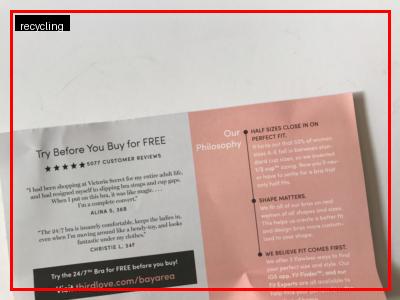 recycling
Try Before You Buy for FREE
★★★★★ 5077 CUSTOMER REVIEWS
"I had been shopping at Victoria Secret for my entire adult life,
and had resigned myself to slipping bra straps and cup gaps.
When I put on this bra, it was like magic. . . .
I'm a complete convert."
ALINA S, 36B
"The 24/7 bra is insanely comfortable, keeps the ladies in,
even when I'm moving around like a bendy-toy, and looks
fantastic under my clothes."
CHRISTIE L, 34F
Try the 24/7™ Bra for FREE before you buy!
Visit thirdlove.com/bayarea
Our
Philosophy
HALF SIZES CLOSE IN ON
PERFECT FIT.
It turns out that 50% of women
sizes A-E fall in between stan-
dard cup sizes, so we invented
1/2 cup™ sizing. Now you'll never
have to settle for a bra that
only half fits.
SHAPE MATTERS.
We fit all of our bras on real
women of all shapes and sizes.
This helps us create a better fit
and design bras more custom-
ized to your shape.
WE BELIEVE FIT COMES FIRST.
We offer 3 flawless ways to find
your perfect size and style. Our
iOS app, Fit Finder™, and our
Fit Experts are all available to